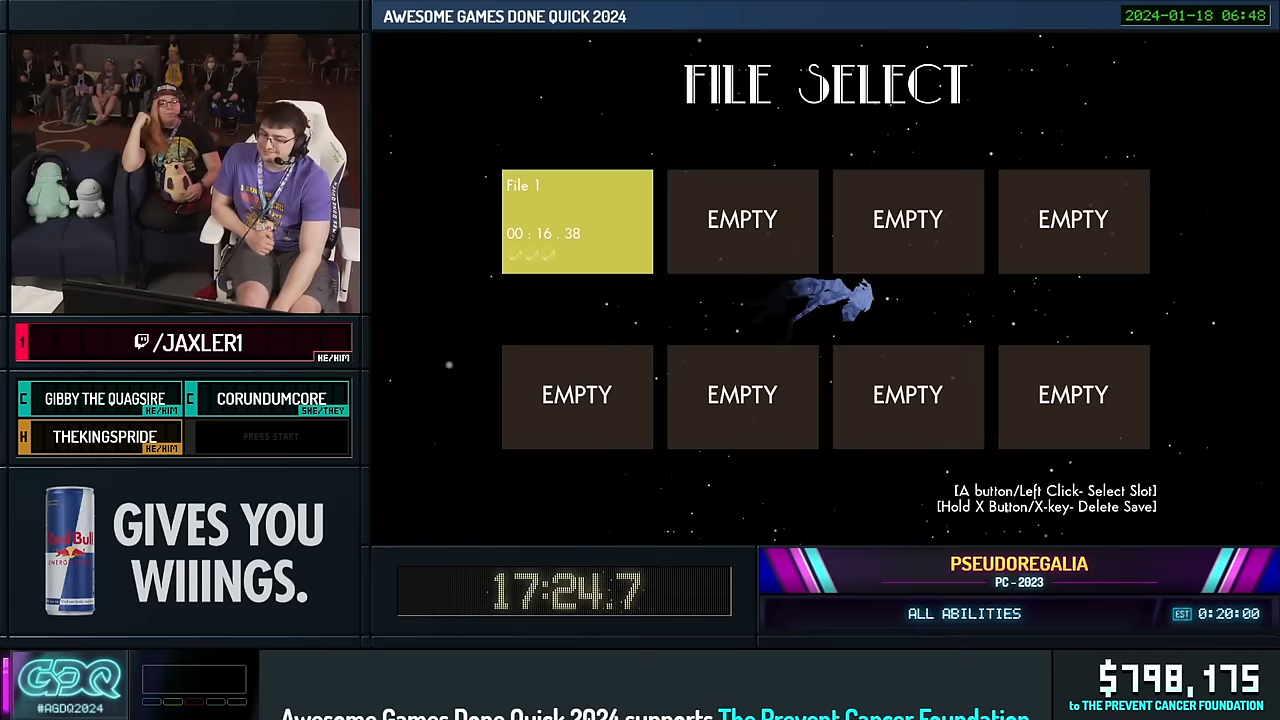 AWESOME GAMES DONE QUICK 2024
2024-01-18 06:48
FILE SELECT
File 1
00 : 16 . 38
EMPTY
EMPTY
EMPTY
EMPTY
EMPTY
EMPTY
EMPTY
[A button/Left Click- Select Slot]
[Hold X Button/X-key- Delete Save]
1
/JAXLER1
HE/HIM
C
GIBBY THE QUAGSIRE
HE/HIM
C
CORUNDUMCORE
SHE/THEY
H
THEKINGSPRIDE
HE/HIM
PRESS START
Red Bull
GIVES YOU
WIIINGS.
17:24.7
PSEUDOREGALIA
PC - 2023
ALL ABILITIES
EST 0:20:00
GDQ
#AGDQ2024
Awesome Games Done Quick 2024 supports The Prevent Cancer Foundation
$798,175
to THE PREVENT CANCER FOUNDATION